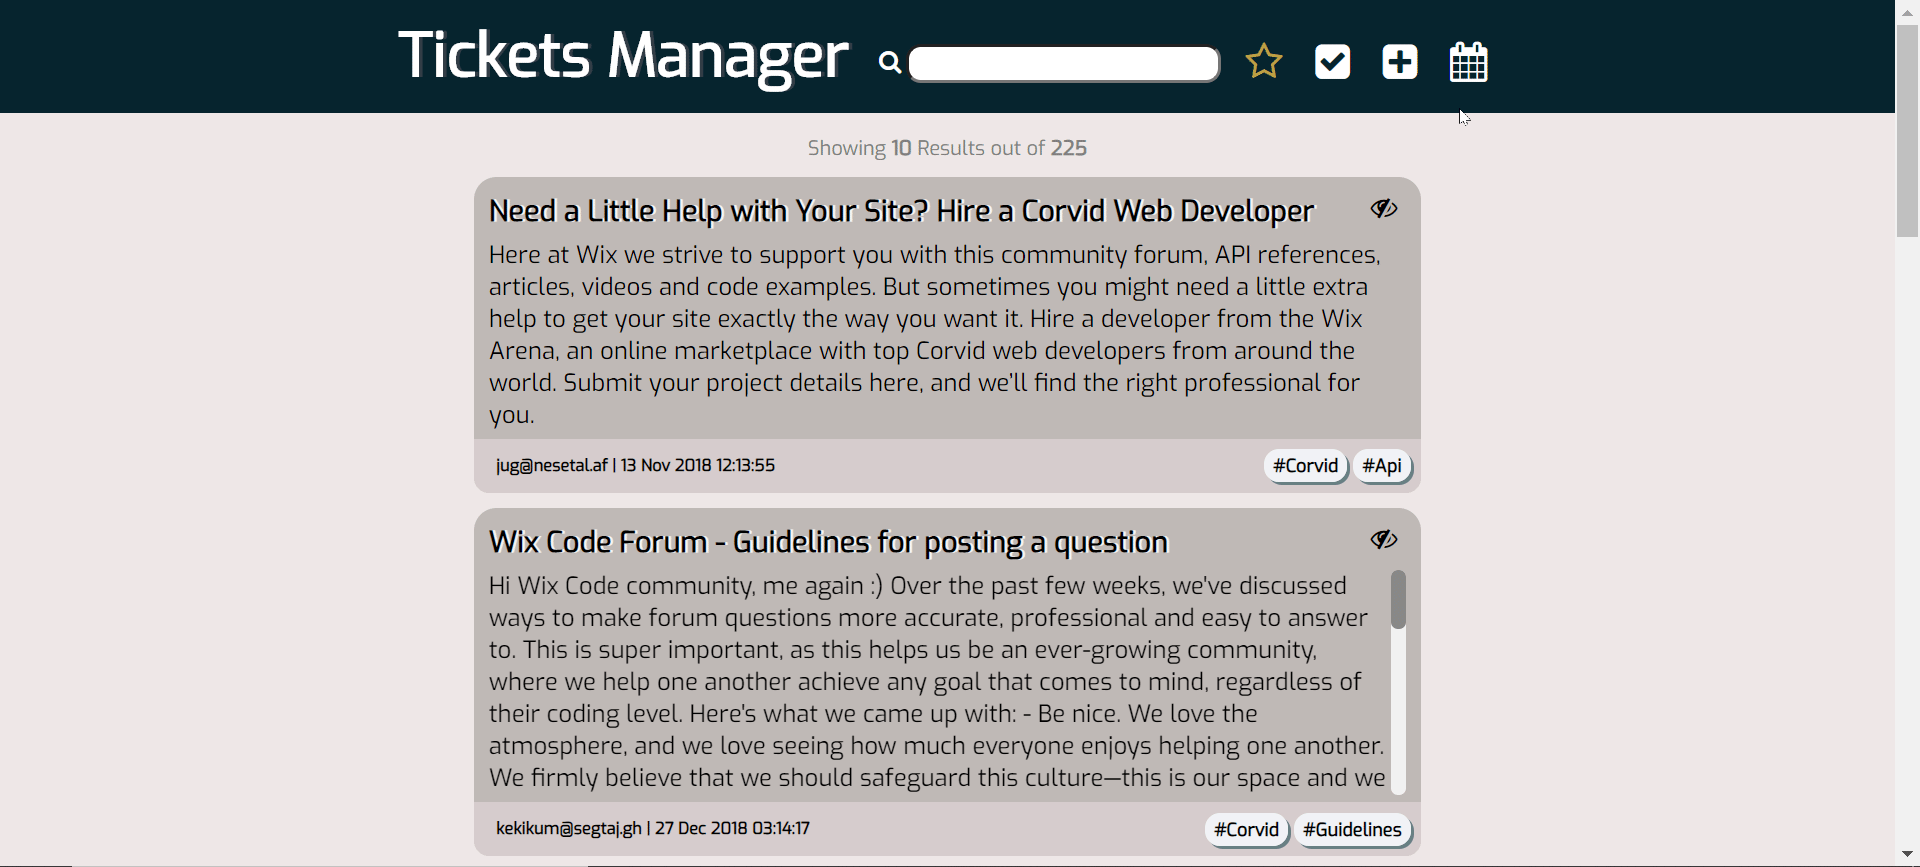 Tickets Manager
Showing 10 Results out of 225
Need a Little Help with Your Site? Hire a Corvid Web Developer
Here at Wix we strive to support you with this community forum, API references,
articles, videos and code examples. But sometimes you might need a little extra
help to get your site exactly the way you want it. Hire a developer from the Wix
Arena, an online marketplace with top Corvid web developers from around the
world. Submit your project details here, and we'll find the right professional for
you.
jug@nesetal.af | 13 Nov 2018 12:13:55
#Corvid #Api
Wix Code Forum - Guidelines for posting a question
Hi Wix Code community, me again :) Over the past few weeks, we've discussed
ways to make forum questions more accurate, professional and easy to answer
to. This is super important, as this helps us be an ever-growing community,
where we help one another achieve any goal that comes to mind, regardless of
their coding level. Here's what we came up with: - Be nice. We love the
atmosphere, and we love seeing how much everyone enjoys helping one another.
We firmly believe that we should safeguard this culture—this is our space and we
kekikum@segtaj.gh | 27 Dec 2018 03:14:17
#Corvid #Guidelines